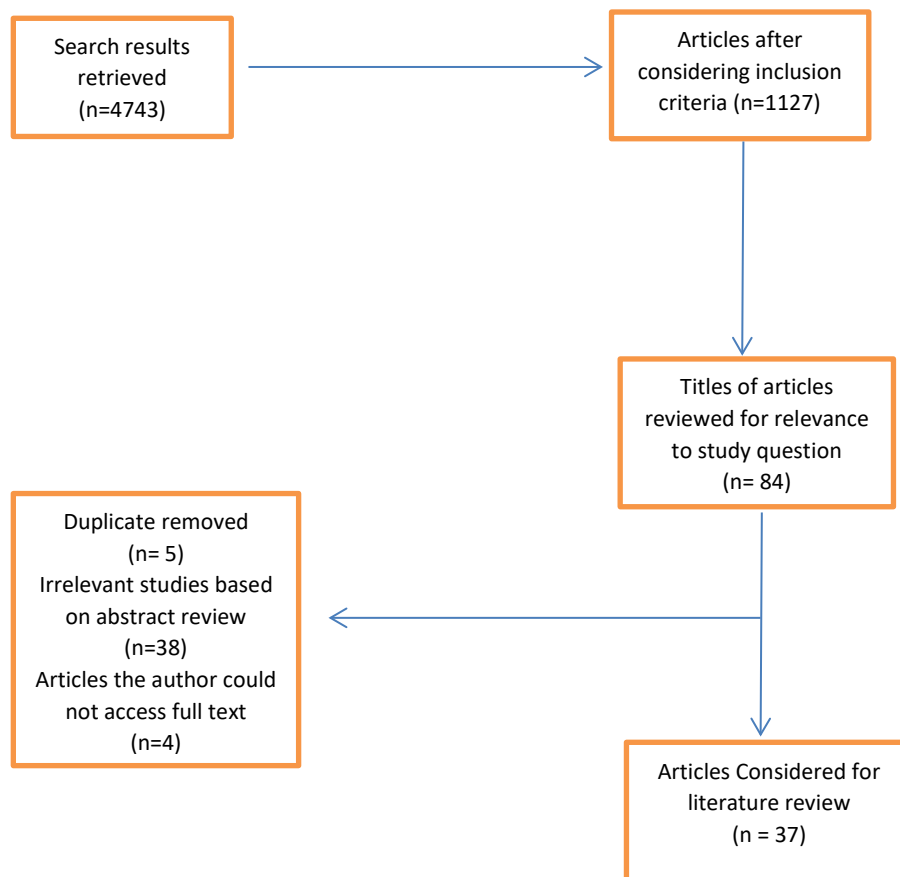 Search results
retrieved
(n=4743)
Articles after
considering inclusion
criteria (n=1127)
Titles of articles
reviewed for relevance
to study question
(n= 84)
Duplicate removed
(n= 5)
Irrelevant studies based
on abstract review
(n=38)
Articles the author could
not access full text
(n=4)
Articles Considered for
literature review
(n = 37)